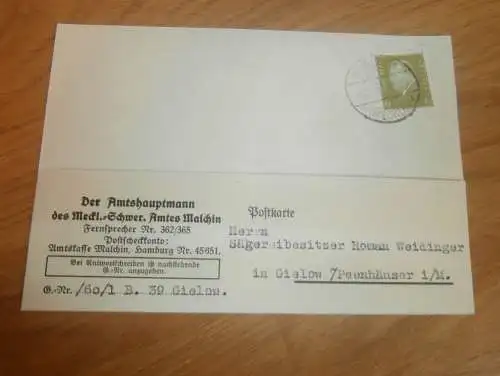 Der Amtshauptmann
des Meckl.-Schwer. Amtes Malchin
Fernsprecher Nr. 362/365
Postscheckkonto:
Amtskasse Malchin, Hamburg Nr. 45651.
Bei Antwortschreiben ist nachstehende
G.-Nr. anzugeben.
G.-Nr. /60/1 B. 39 Gielow.
Postkarte
Herrn
Sägereibesitzer Roman Weidinger
in Gielow /Peenhäuser i/M.